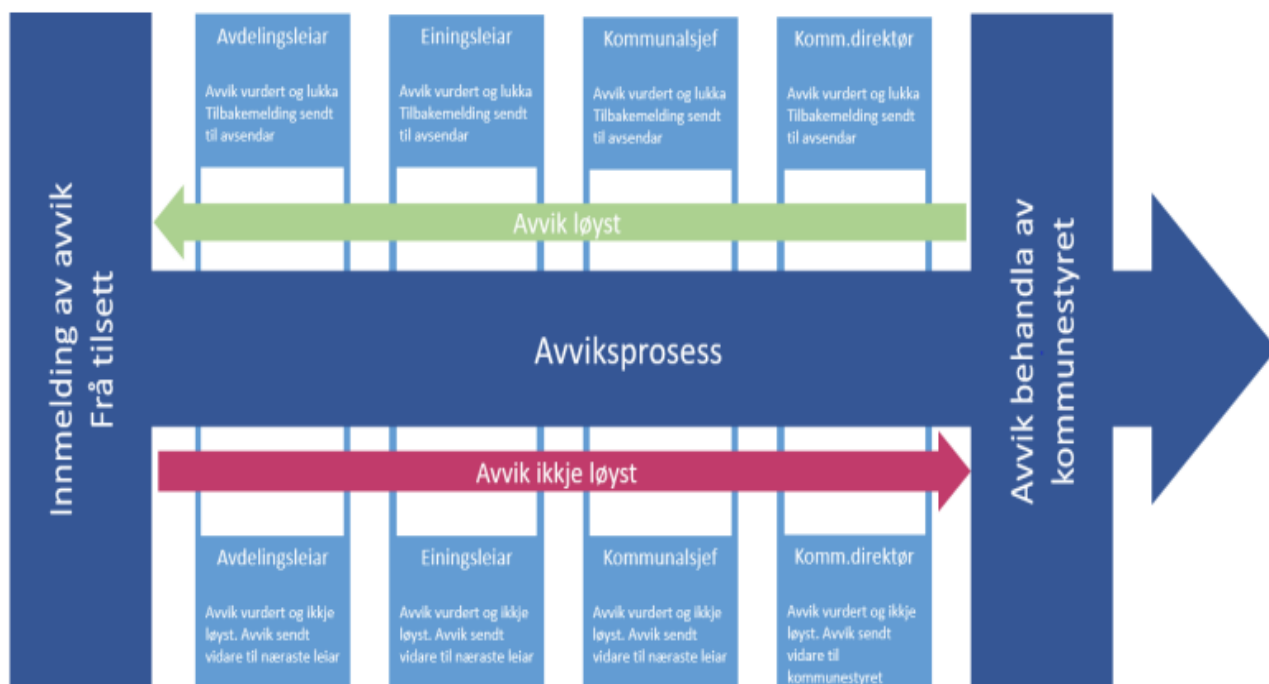 Innmelding av avvik
Frå tilsett
Avdelingsleiar
Avvik vurdert og lukka
Tilbakemelding sendt
til avsendar
Einingsleiar
Avvik vurdert og lukka
Tilbakemelding sendt
til avsendar
Kommunalsjef
Avvik vurdert og lukka
Tilbakemelding sendt
til avsendar
Komm.direktør
Avvik vurdert og lukka
Tilbakemelding sendt
til avsendar
Avvik løyst
Avviksprosess
Avvik ikkje løyst
Avdelingsleiar
Avvik vurdert og ikkje
løyst. Avvik sendt
vidare til næraste leiar
Einingsleiar
Avvik vurdert og ikkje
løyst. Avvik sendt
vidare til næraste leiar
Kommunalsjef
Avvik vurdert og ikkje
løyst. Avvik sendt
vidare til næraste leiar
Komm.direktør
Avvik vurdert og ikkje
løyst. Avvik sendt
vidare til
kommunestyret
Avvik behandla av
kommunestyret